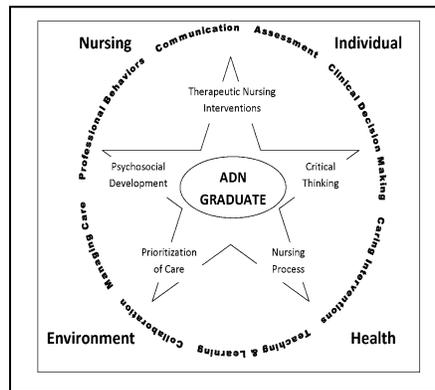 Nursing
Individual
Communication
Assessment
Clinical Decision Making
Caring Interventions
Teaching & Learning
Collaboration
Managing Care
Professional Behaviors
Therapeutic Nursing
Interventions
Psychosocial
Development
ADN
GRADUATE
Critical
Thinking
Prioritization
of Care
Nursing
Process
Environment
Health